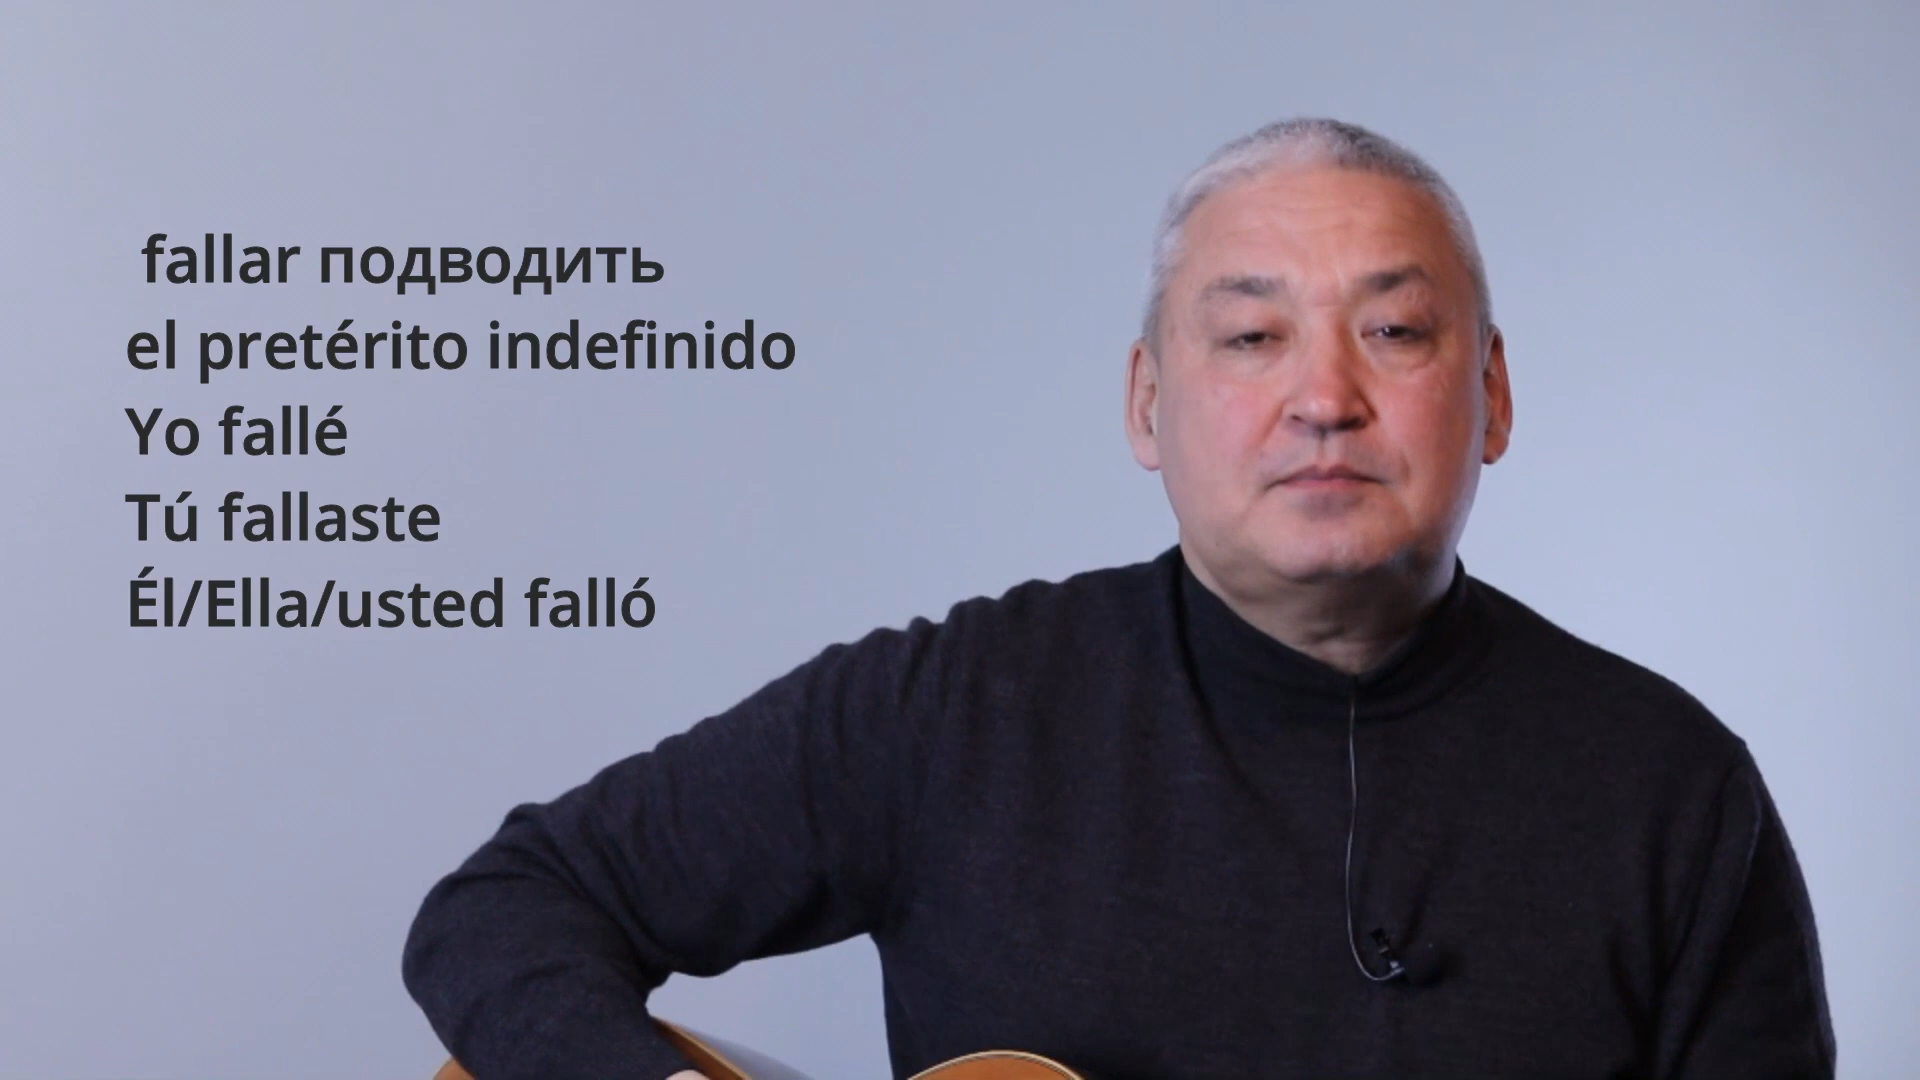 fallar подводить
el pretérito indefinido
Yo fallé
Tú fallaste
Él/Ella/usted falló